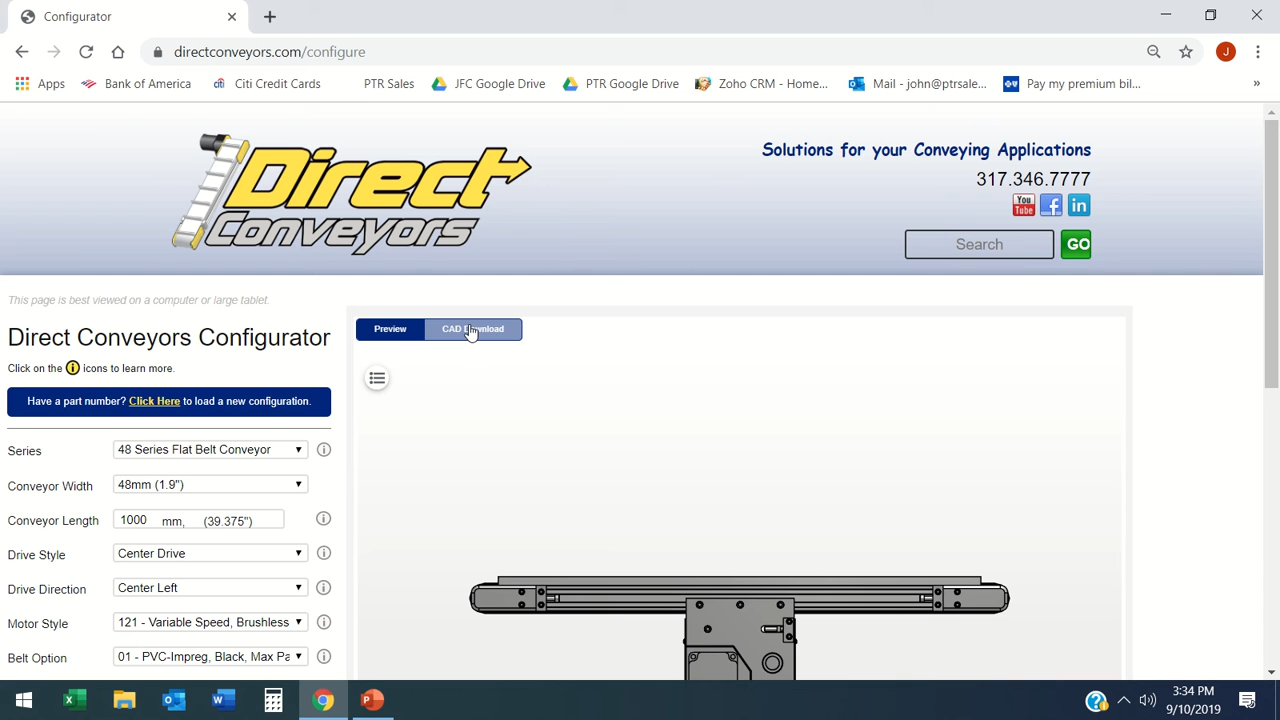 Configurator
directconveyors.com/configure
Apps
Bank of America
citi
Citi Credit Cards
PTR Sales
JFC Google Drive
PTR Google Drive
Zoho CRM - Home...
Mail - john@ptrsale...
Pay my premium bil...
»
J
Direct
Conveyors
Solutions for your Conveying Applications
317.346.7777
You
Tube
f
in
Search
GO
This page is best viewed on a computer or large tablet.
Direct Conveyors Configurator
Click on the i icons to learn more.
Have a part number? Click Here to load a new configuration.
Preview
CAD Download
Series
48 Series Flat Belt Conveyor
Conveyor Width
48mm (1.9")
Conveyor Length
1000 mm, (39.375")
Drive Style
Center Drive
Drive Direction
Center Left
Motor Style
121 - Variable Speed, Brushless
Belt Option
01 - PVC-Impreg, Black, Max Pa
3:34 PM
9/10/2019